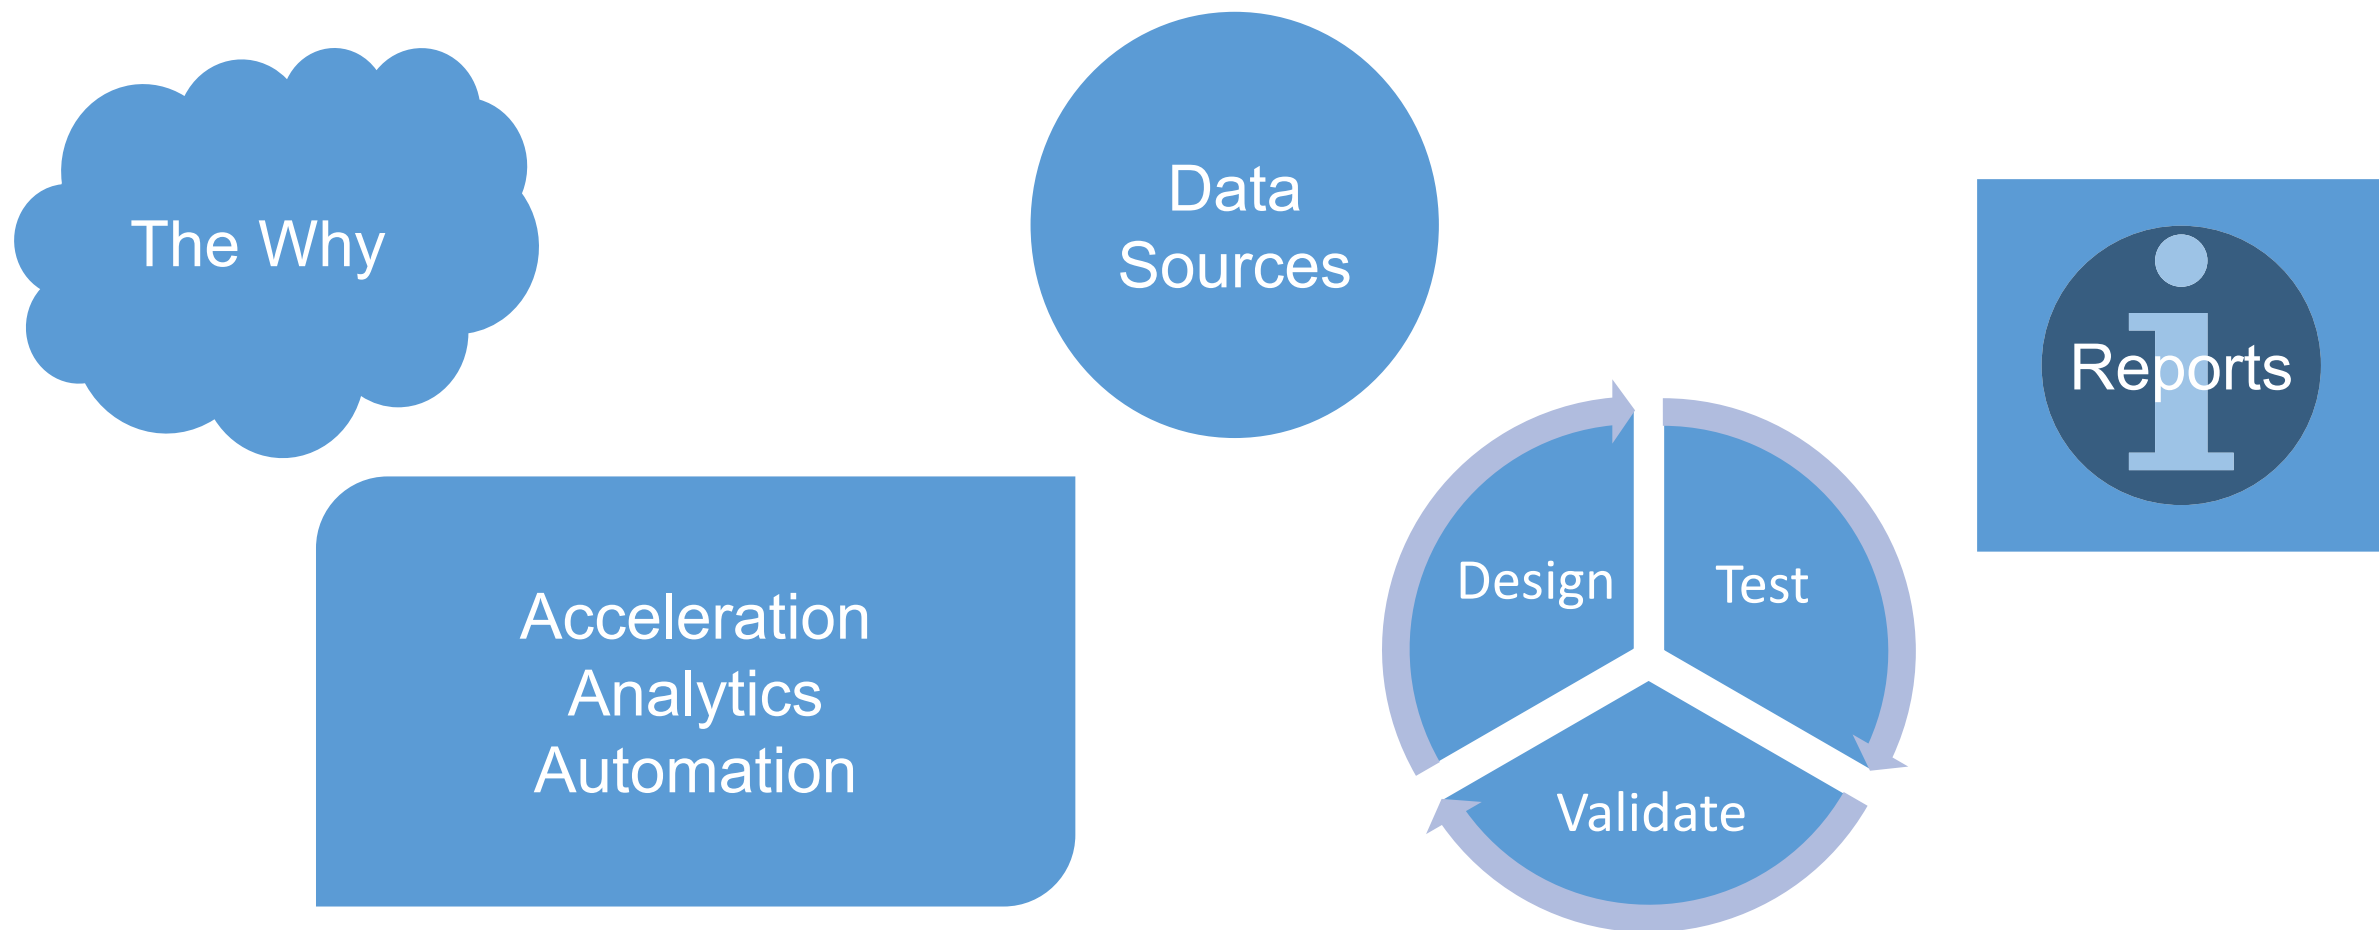 The Why
Acceleration
Analytics
Automation
Data
Sources
Design
Test
Validate
Reports